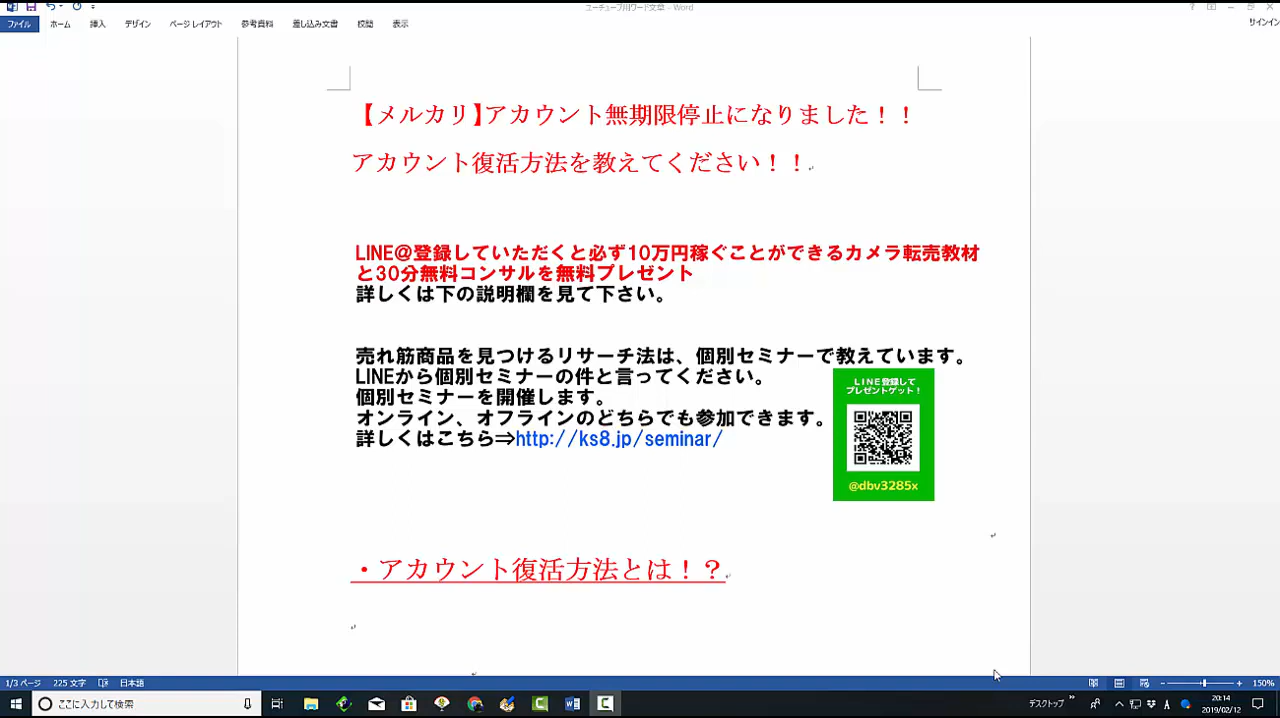 ユーチューブ用ワード文章 - Word
ファイル ホーム 挿入 デザイン ページ レイアウト 参考資料 差し込み文書 校閲 表示
サインイン
【メルカリ】アカウント無期限停止になりました！！
アカウント復活方法を教えてください！！
LINE@登録していただくと必ず10万円稼ぐことができるカメラ転売教材
と30分無料コンサルを無料プレゼント
詳しくは下の説明欄を見て下さい。
売れ筋商品を見つけるリサーチ法は、個別セミナーで教えています。
LINEから個別セミナーの件と言ってください。
個別セミナーを開催します。
オンライン、オフラインのどちらでも参加できます。
詳しくはこちら⇒http://ks8.jp/seminar/
LINE登録して
プレゼントゲット！
@dbv3285x
・アカウント復活方法とは！？
1/3 ページ 225 文字 日本語
150%
ここに入力して検索
デスクトップ
20:14
2019/02/12